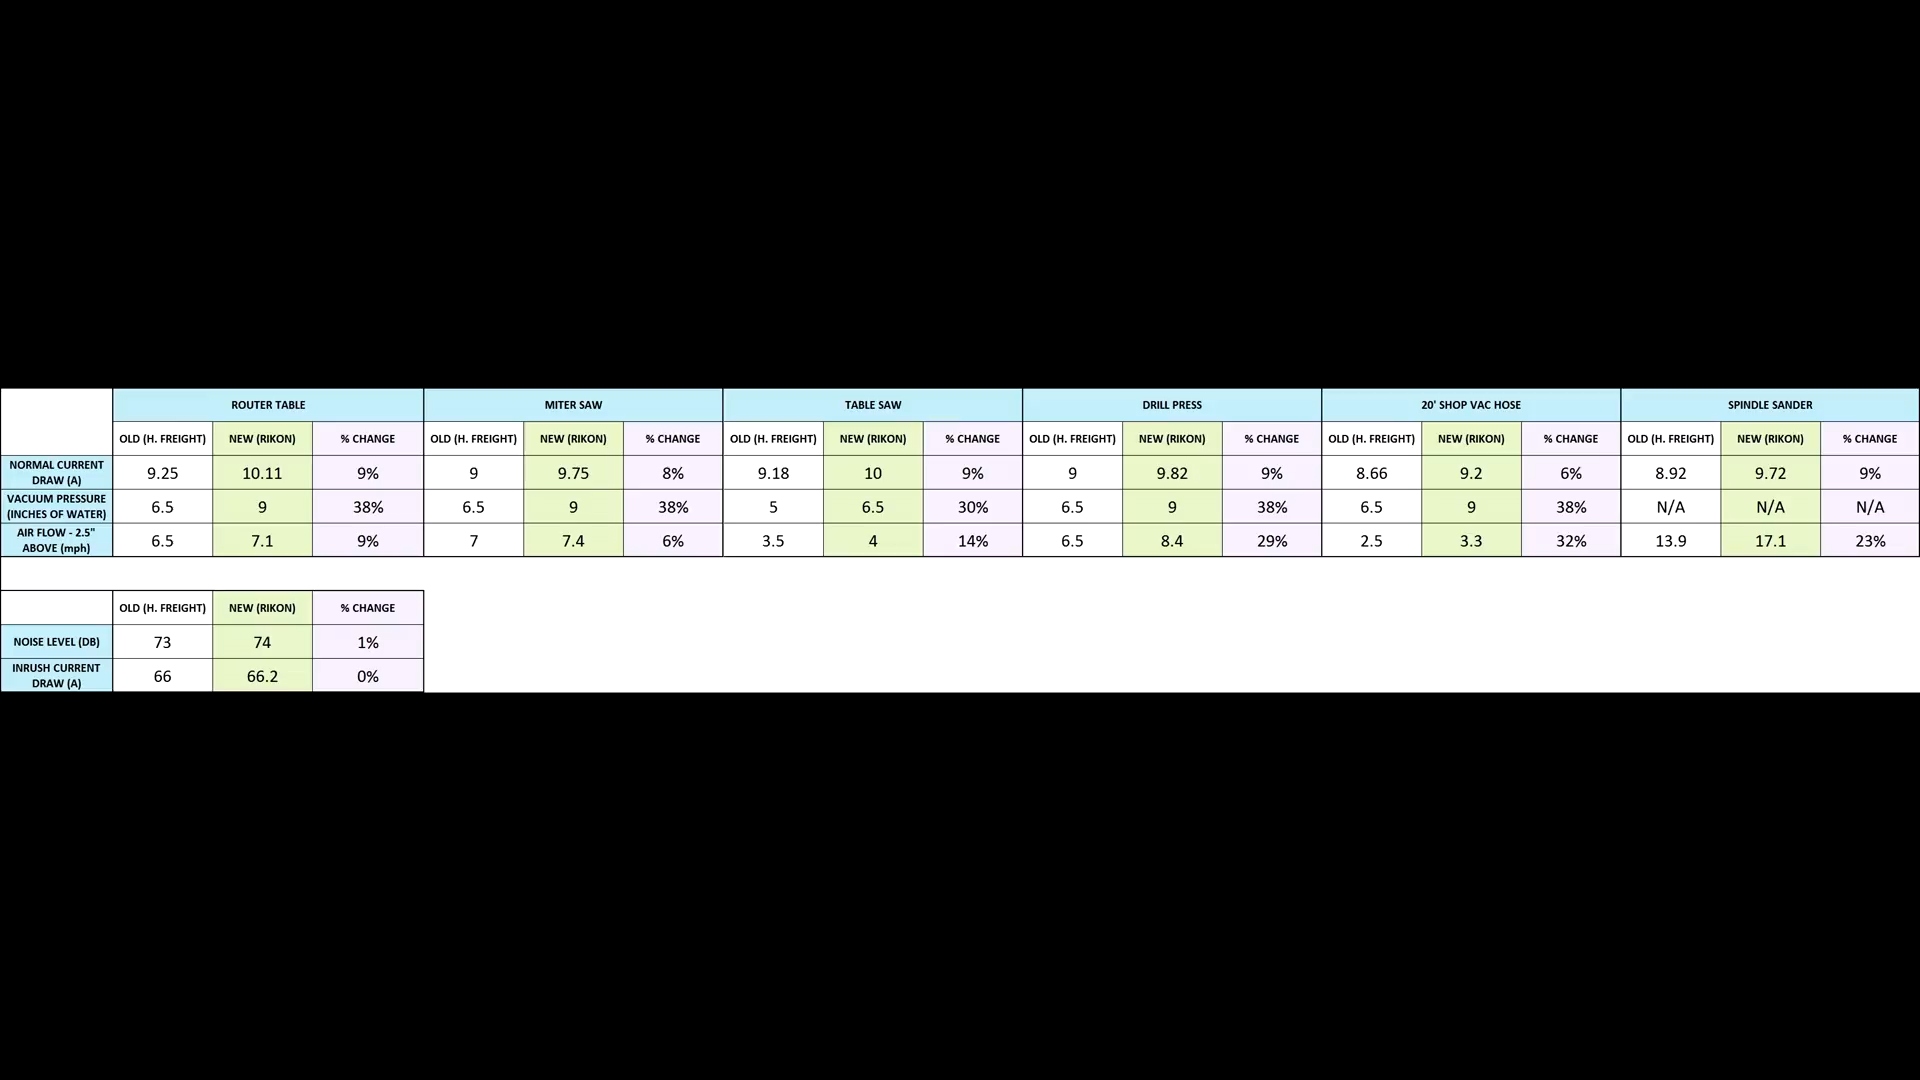 ROUTER TABLE MITER SAW TABLE SAW DRILL PRESS 20' SHOP VAC HOSE SPINDLE SANDER
OLD (H. FREIGHT) NEW (RIKON) % CHANGE OLD (H. FREIGHT) NEW (RIKON) % CHANGE OLD (H. FREIGHT) NEW (RIKON) % CHANGE OLD (H. FREIGHT) NEW (RIKON) % CHANGE OLD (H. FREIGHT) NEW (RIKON) % CHANGE OLD (H. FREIGHT) NEW (RIKON) % CHANGE
NORMAL CURRENT
DRAW (A)
9.25 10.11 9% 9 9.75 8% 9.18 10 9% 9 9.82 9% 8.66 9.2 6% 8.92 9.72 9%
VACUUM PRESSURE
(INCHES OF WATER)
6.5 9 38% 6.5 9 38% 5 6.5 30% 6.5 9 38% 6.5 9 38% N/A N/A N/A
AIR FLOW - 2.5"
ABOVE (mph)
6.5 7.1 9% 7 7.4 6% 3.5 4 14% 6.5 8.4 29% 2.5 3.3 32% 13.9 17.1 23%
OLD (H. FREIGHT) NEW (RIKON) % CHANGE
NOISE LEVEL (DB) 73 74 1%
INRUSH CURRENT
DRAW (A)
66 66.2 0%